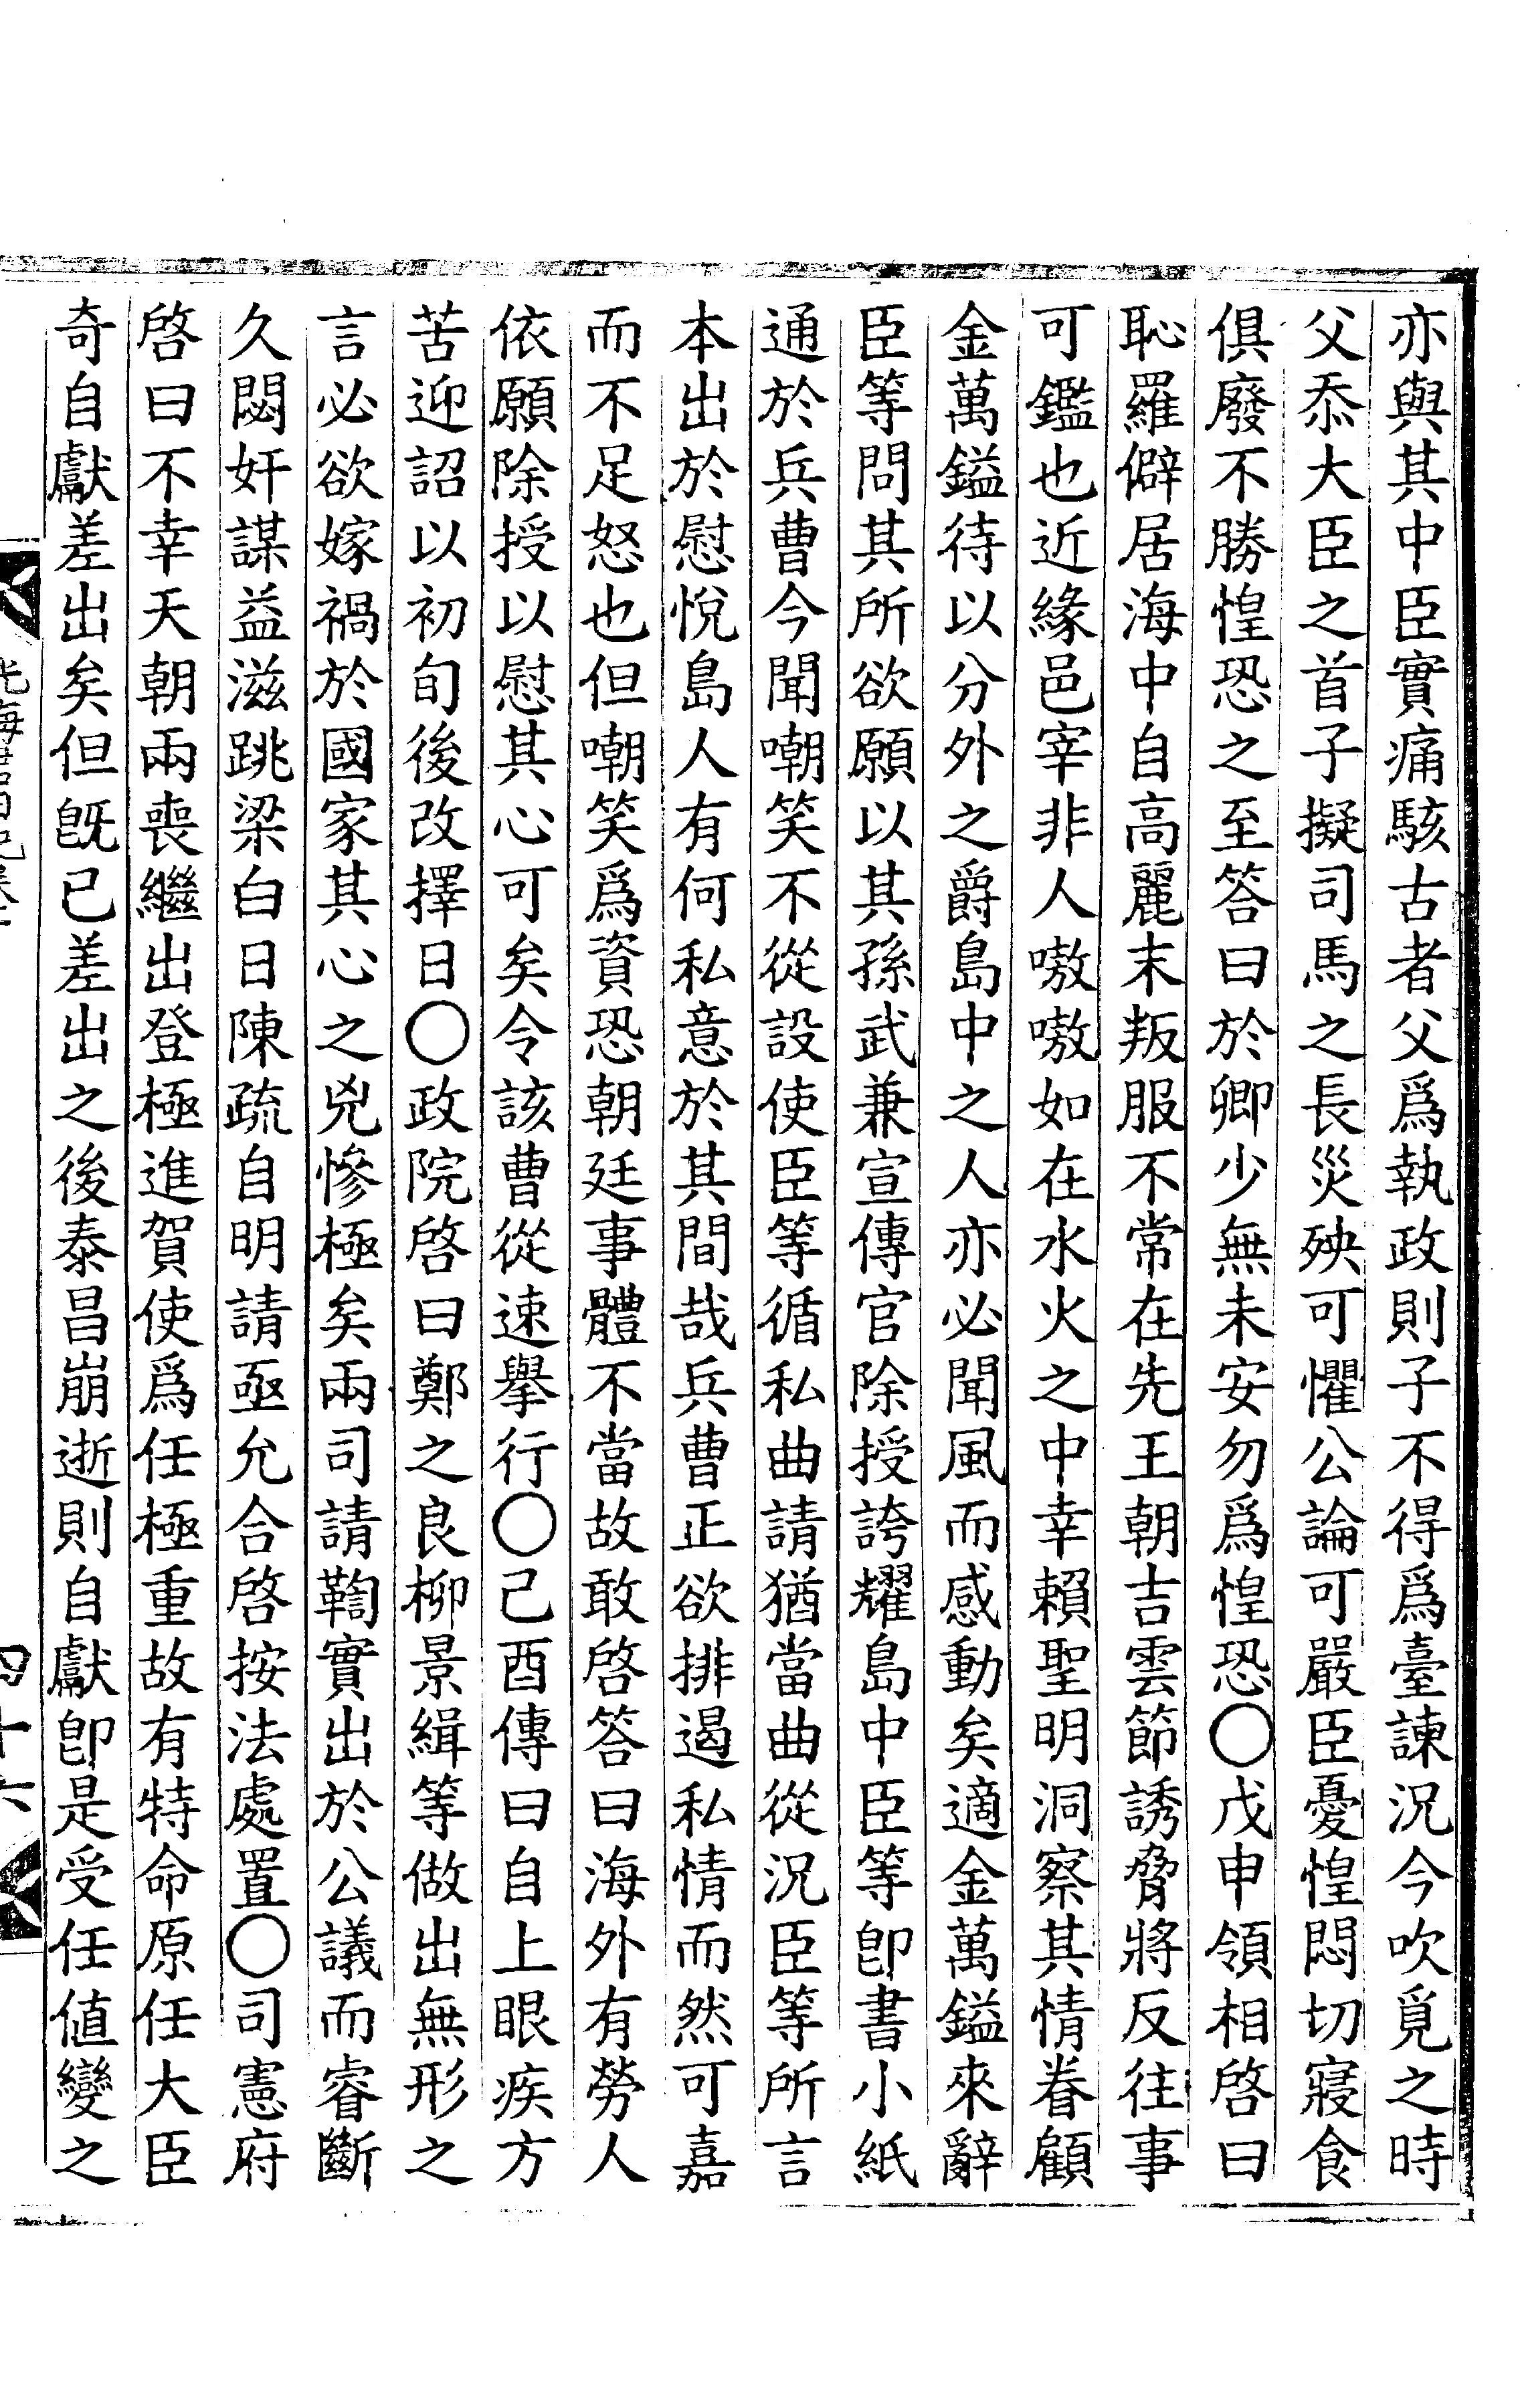 亦與其中臣實痛駭古者父爲執政則子不得爲臺諫況今吹覓之時
父忝大臣之首子擬司馬之長災殃可懼公論可嚴臣憂惶悶切寢食
俱廢不勝惶恐之至答曰於卿少無未安勿爲惶恐〇戊申領相啓曰
耽羅僻居海中自高麗末叛服不常在先王朝吉雲節誘脅將反往事
可鑑也近緣邑宰非人嗷嗷如在水火之中幸賴聖明洞察其情眷顧
金萬鎰待以分外之爵島中之人亦必聞風而感動矣適金萬鎰來辭
臣等問其所欲願以其孫武兼宣傳官除授誇耀島中臣等卽書小紙
通於兵曹今聞嘲笑不從設使臣等循私曲請猶當曲從況臣等所言
本出於慰悅島人有何私意於其間哉兵曹正欲排遏私情而然可嘉
而不足怒也但嘲笑爲資恐朝廷事體不當故敢啓答曰海外有勞人
依願除授以慰其心可矣令該曹從速擧行〇己酉傳曰自上眼疾方
苦迎詔以初旬後改擇日〇政院啓曰鄭之良柳景緝等做出無形之
言必欲嫁禍於國家其心之兇慘極矣兩司請鞫實出於公議而睿斷
久閟奸謀益滋跳梁白日陳疏自明請亟允合啓按法處置〇司憲府
啓曰不幸天朝兩喪繼出登極進賀使爲任極重故有特命原任大臣
奇自獻差出矣但旣已差出之後泰昌崩逝則自獻卽是受任値變之
四十六